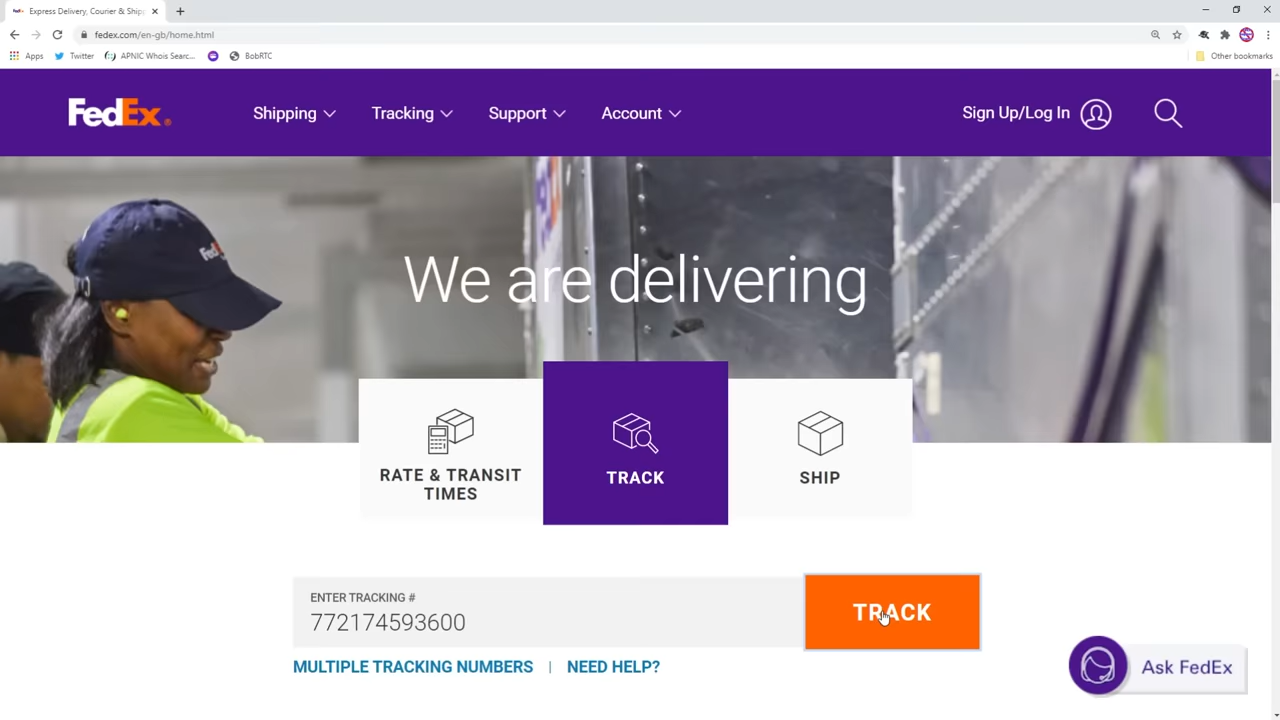 Express Delivery, Courier & Ship
fedex.com/en-gb/home.html
Apps
Twitter
APNIC Whois Searc...
BobRTC
Other bookmarks
FedEx
Shipping
Tracking
Support
Account
Sign Up/Log In
FedEx
We are delivering
RATE & TRANSIT
TIMES
TRACK
SHIP
ENTER TRACKING #
772174593600
TRACK
MULTIPLE TRACKING NUMBERS | NEED HELP?
Ask FedEx